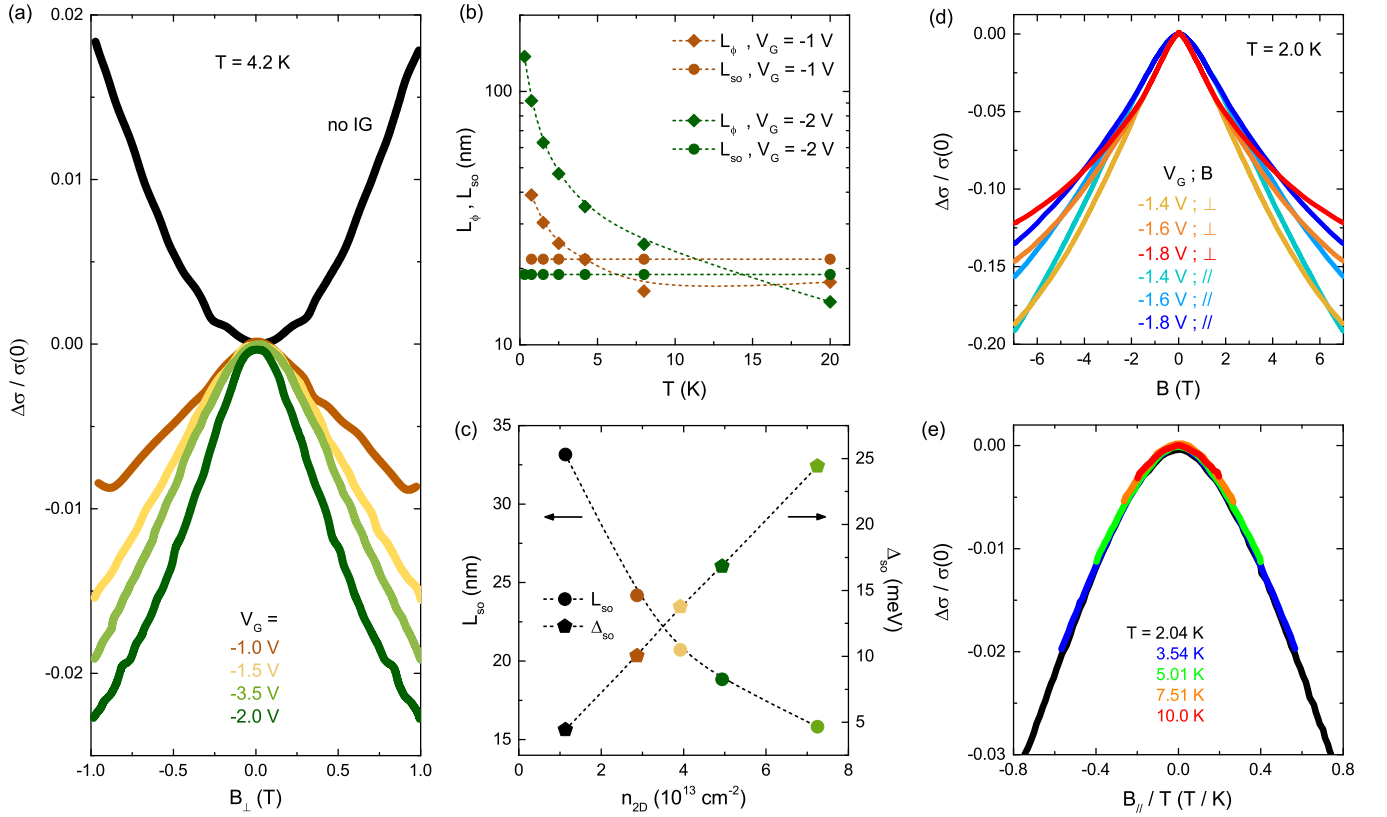 (a)
T = 4.2 K
no IG
0.02
0.01
0.00
-0.01
-0.02
Δσ / σ(0)
V_G =
-1.0 V
-1.5 V
-3.5 V
-2.0 V
-1.0 -0.5 0.0 0.5 1.0
B_⊥ (T)
(b)
L_ϕ , V_G = -1 V
L_so , V_G = -1 V
L_ϕ , V_G = -2 V
L_so , V_G = -2 V
100
10
L_ϕ , L_so (nm)
0 5 10 15 20
T (K)
(c)
35
30
25
20
15
L_so (nm)
L_so
Δ_so
25
20
15
10
5
Δ_so (meV)
0 2 4 6 8
n_2D (10^13 cm^-2)
(d)
T = 2.0 K
0.00
-0.05
-0.10
-0.15
-0.20
Δσ / σ(0)
V_G ; B
-1.4 V ; ⊥
-1.6 V ; ⊥
-1.8 V ; ⊥
-1.4 V ; //
-1.6 V ; //
-1.8 V ; //
-6 -4 -2 0 2 4 6
B (T)
(e)
0.00
-0.01
-0.02
-0.03
Δσ / σ(0)
T = 2.04 K
3.54 K
5.01 K
7.51 K
10.0 K
-0.8 -0.4 0.0 0.4 0.8
B_// / T (T / K)